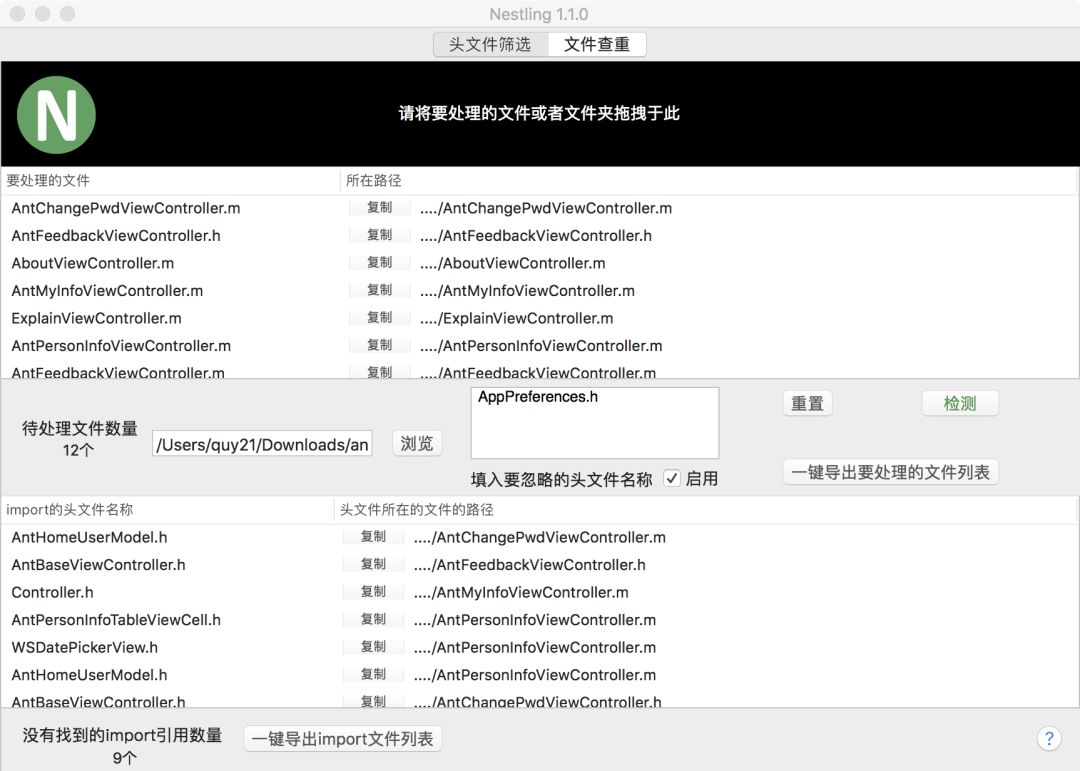 Nestling 1.1.0
头文件筛选 文件查重
N
请将要处理的文件或者文件夹拖拽于此
要处理的文件 所在路径
AntChangePwdViewController.m 复制 ..../AntChangePwdViewController.m
AntFeedbackViewController.h 复制 ..../AntFeedbackViewController.h
AboutViewController.m 复制 ..../AboutViewController.m
AntMyInfoViewController.m 复制 ..../AntMyInfoViewController.m
ExplainViewController.m 复制 ..../ExplainViewController.m
AntPersonInfoViewController.m 复制 ..../AntPersonInfoViewController.m
AntFeedbackViewController.m 复制 ..../AntFeedbackViewController.m
待处理文件数量
12个
/Users/quy21/Downloads/an 浏览
AppPreferences.h
填入要忽略的头文件名称 启用
重置 检测
一键导出要处理的文件列表
import的头文件名称 头文件所在的文件的路径
AntHomeUserModel.h 复制 ..../AntChangePwdViewController.m
AntBaseViewController.h 复制 ..../AntFeedbackViewController.h
Controller.h 复制 ..../AntMyInfoViewController.m
AntPersonInfoTableViewCell.h 复制 ..../AntPersonInfoViewController.m
WSDatePickerView.h 复制 ..../AntPersonInfoViewController.m
AntHomeUserModel.h 复制 ..../AntPersonInfoViewController.m
AntBaseViewController.h 复制 ..../AntChangePwdViewController.h
没有找到的import引用数量
9个
一键导出import文件列表
?